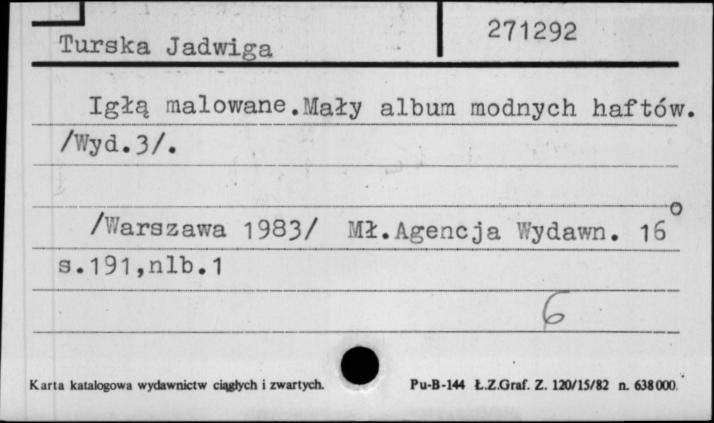 Turska Jadwiga 271292
Igłą malowane.Mały album modnych haftów.
/Wyd.3/.
/Warszawa 1983/ Mł.Agencja Wydawn. 16°
s.191,nlb.1
6
Karta katalogowa wydawnictw ciągłych i zwartych. Pu-B-144 Ł.Z.Graf. Z. 120/15/82 n. 638000.